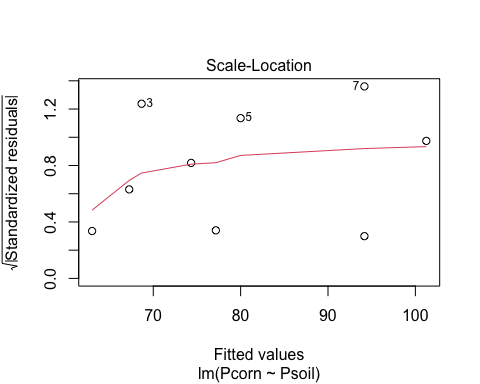 Scale-Location
√|Standardized residuals|
0.0 0.4 0.8 1.2
3
5
7
70 80 90 100
Fitted values
lm(Pcorn ~ Psoil)